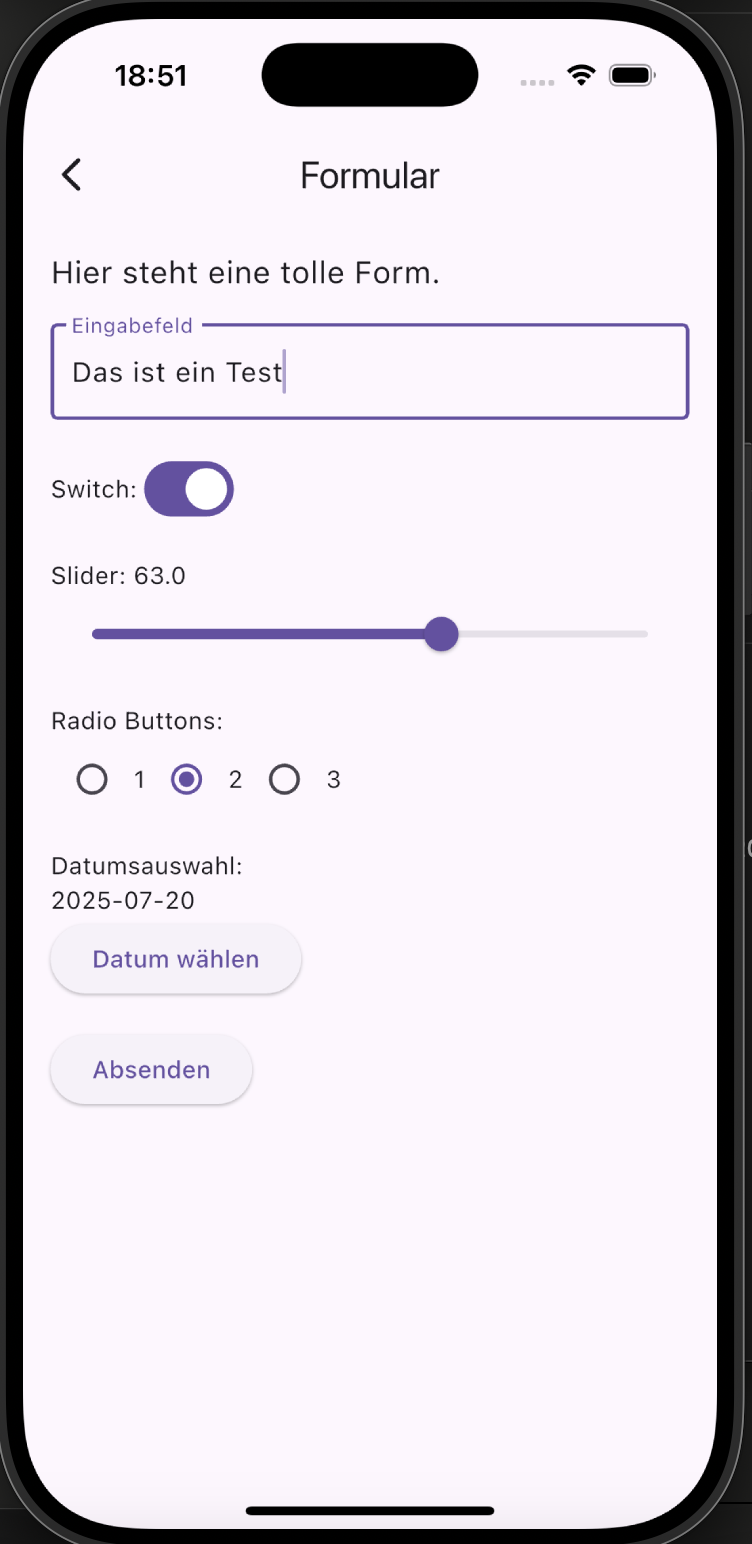 18:51
Formular
Hier steht eine tolle Form.
Eingabefeld
Das ist ein Test
Switch:
Slider: 63.0
Radio Buttons:
1 2 3
Datumsauswahl:
2025-07-20
Datum wählen
Absenden